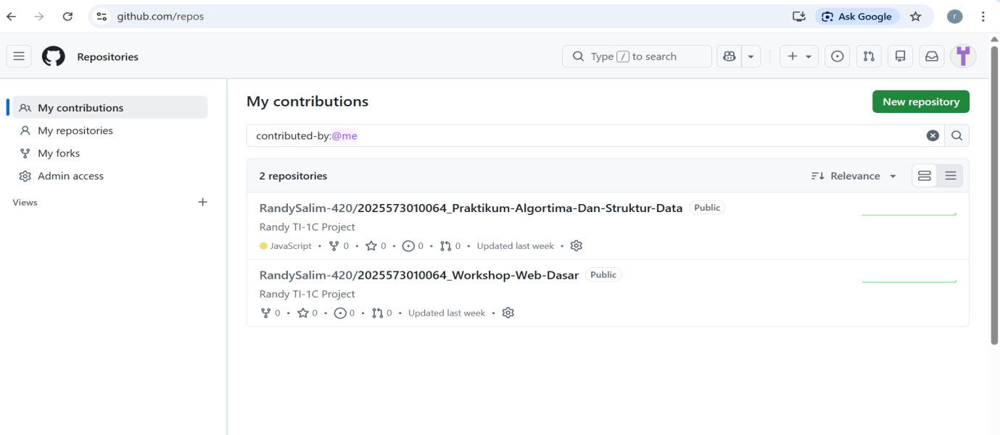 github.com/repos
Ask Google
r
Repositories
Type / to search
My contributions
My repositories
My forks
Admin access
Views
My contributions
New repository
contributed-by:@me
2 repositories
Relevance
RandySalim-420/2025573010064_Praktikum-Algortima-Dan-Struktur-Data Public
Randy TI-1C Project
JavaScript • 0 • 0 • 0 • 0 • Updated last week •
RandySalim-420/2025573010064_Workshop-Web-Dasar Public
Randy TI-1C Project
0 • 0 • 0 • 0 • Updated last week •